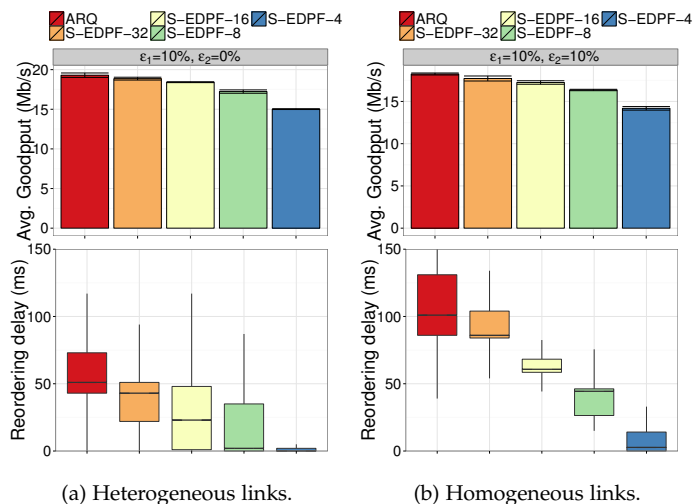 ARQ S-EDPF-16 S-EDPF-4
S-EDPF-32 S-EDPF-8
ε1=10%, ε2=0%
Avg. Goodpput (Mb/s)
20
15
10
5
0
Reordering delay (ms)
150
100
50
0
(a) Heterogeneous links.
ARQ S-EDPF-16 S-EDPF-4
S-EDPF-32 S-EDPF-8
ε1=10%, ε2=10%
Avg. Goodpput (Mb/s)
15
10
5
0
Reordering delay (ms)
150
100
50
0
(b) Homogeneous links.